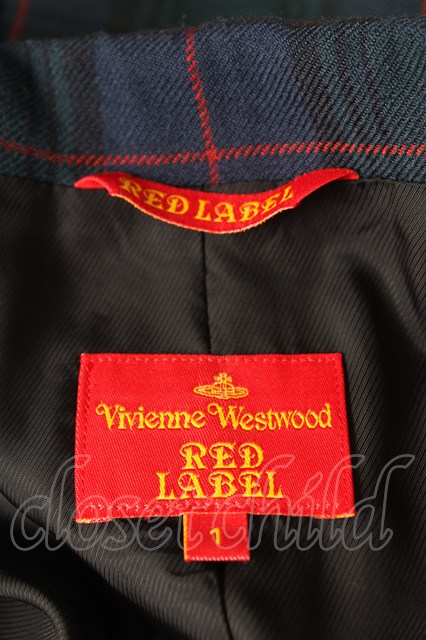 RED LABEL
Vivienne Westwood
RED
LABEL
closet child
1